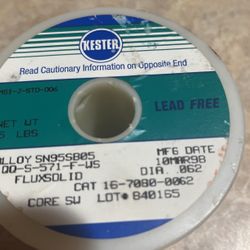 KESTER
Read Cautionary Information on Opposite End
LEAD FREE
NET WT
LBS
ALLOY SN95SB05
QQ-S-571-F-WS
FLUXSOLID
MFG DATE
10MAR98
DIA. .062
CAT 16-7080-0062
CORE SW LOT# 840165